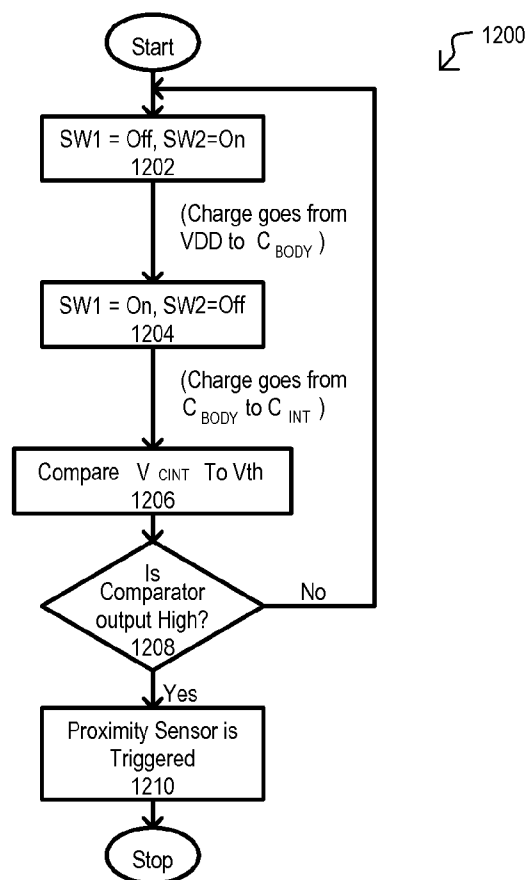 Start
1200
SW1 = Off, SW2=On
1202
(Charge goes from
VDD to C BODY )
SW1 = On, SW2=Off
1204
(Charge goes from
C BODY to C INT )
Compare V CINT To Vth
1206
Is
Comparator
output High?
1208
No
Yes
Proximity Sensor is
Triggered
1210
Stop